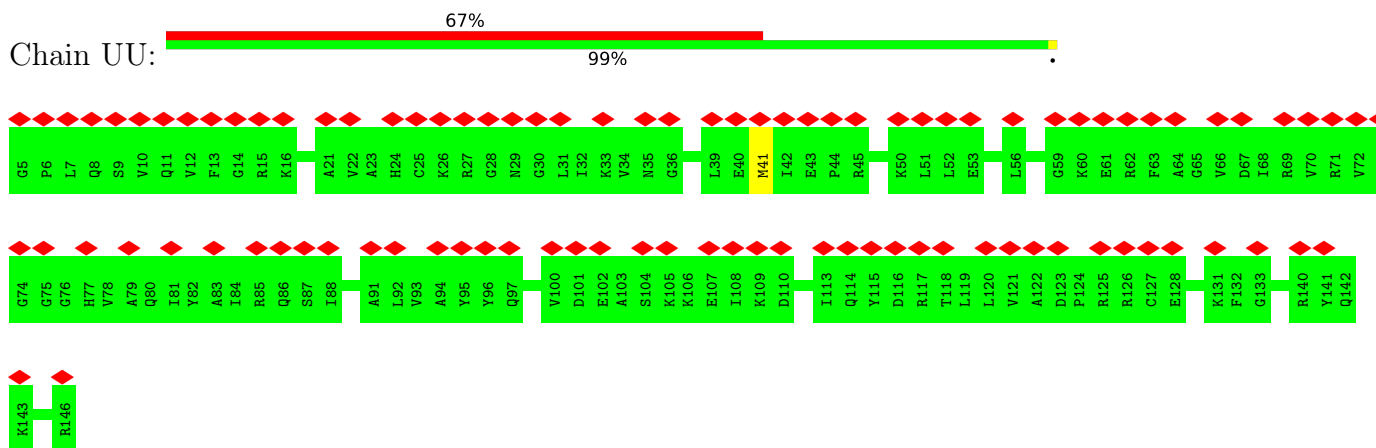 67%
Chain UU:
99%
•
G5 P6 L7 Q8 S9 V10 Q11 V12 F13 G14 R15 K16 A21 V22 A23 H24 C25 K26 R27 G28 N29 G30 L31 I32 K33 V34 N35 G36 L39 E40 M41 I42 E43 P44 R45 K50 L51 L52 E53 L56 G59 K60 E61 R62 F63 A64 G65 V66 D67 I68 R69 V70 R71 V72
G74 G75 G76 H77 V78 A79 Q80 I81 Y82 A83 I84 R85 Q86 S87 I88 A91 L92 V93 A94 Y95 Y96 Q97 V100 D101 E102 A103 S104 K105 K106 E107 I108 K109 D110 I113 Q114 Y115 D116 R117 T118 L119 L120 V121 A122 D123 P124 R125 R126 C127 E128 K131 F132 G133 R140 Y141 Q142
K143 R146